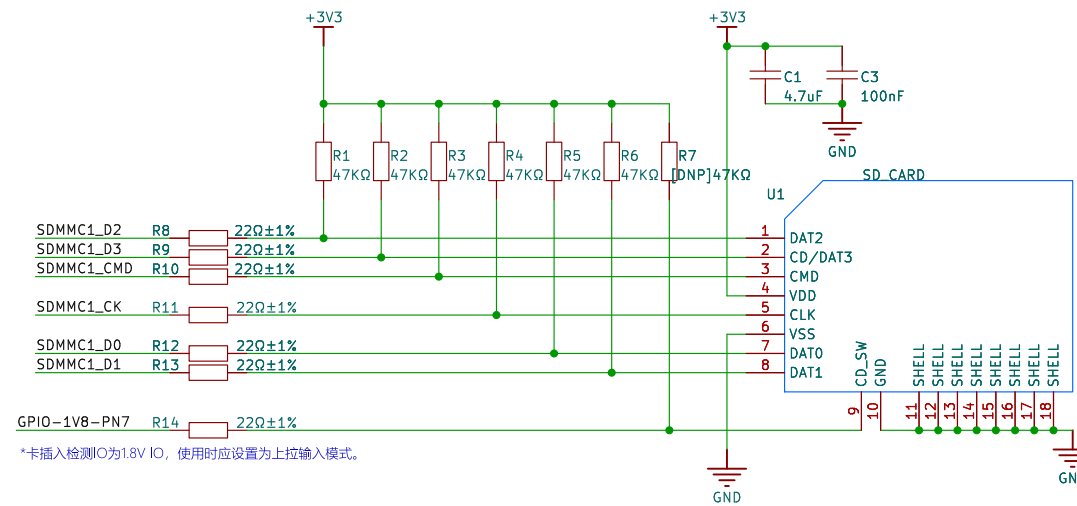 +3V3
+3V3
C1
4.7uF
C3
100nF
GND
R1
47KΩ
R2
47KΩ
R3
47KΩ
R4
47KΩ
R5
47KΩ
R6
47KΩ
R7
[DNP]47KΩ
SD_CARD
U1
SDMMC1_D2 R8 22Ω±1% 1 DAT2
SDMMC1_D3 R9 22Ω±1% 2 CD/DAT3
SDMMC1_CMD R10 22Ω±1% 3 CMD
4 VDD
SDMMC1_CK R11 22Ω±1% 5 CLK
6 VSS
SDMMC1_D0 R12 22Ω±1% 7 DAT0
SDMMC1_D1 R13 22Ω±1% 8 DAT1
CD_SW
GND
SHELL
SHELL
SHELL
SHELL
SHELL
SHELL
SHELL
SHELL
9
10
11
12
13
14
15
16
17
18
GPIO-1V8-PN7 R14 22Ω±1%
*卡插入检测IO为1.8V IO，使用时应设置为上拉输入模式。
GND
GN